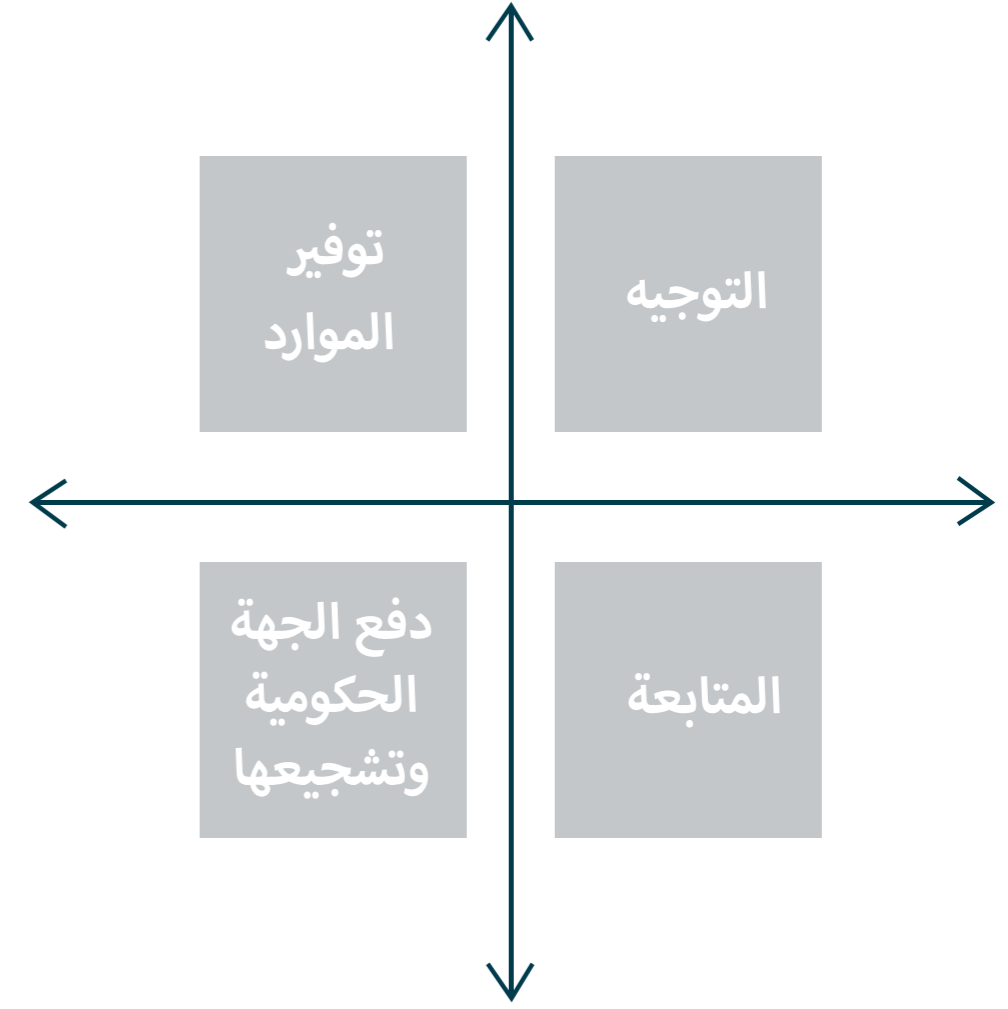 التوجيه
توفير
الموارد
المتابعة
دفع الجهة
الحكومية
وتشجيعها